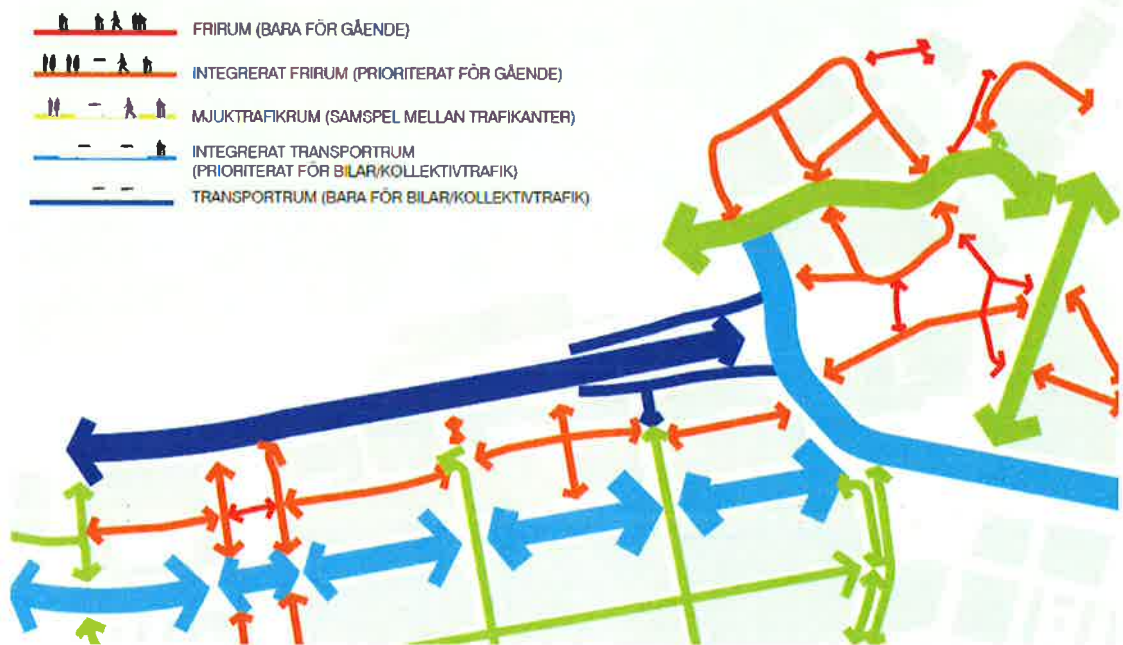 FRIRUM (BARA FÖR GÅENDE)
INTEGRERAT FRIRUM (PRIORITERAT FÖR GÅENDE)
MJUKTRAFIKRUM (SAMSPEL MELLAN TRAFIKANTER)
INTEGRERAT TRANSPORTRUM
(PRIORITERAT FÖR BILAR/KOLLEKTIVTRAFIK)
TRANSPORTRUM (BARA FÖR BILAR/KOLLEKTIVTRAFIK)